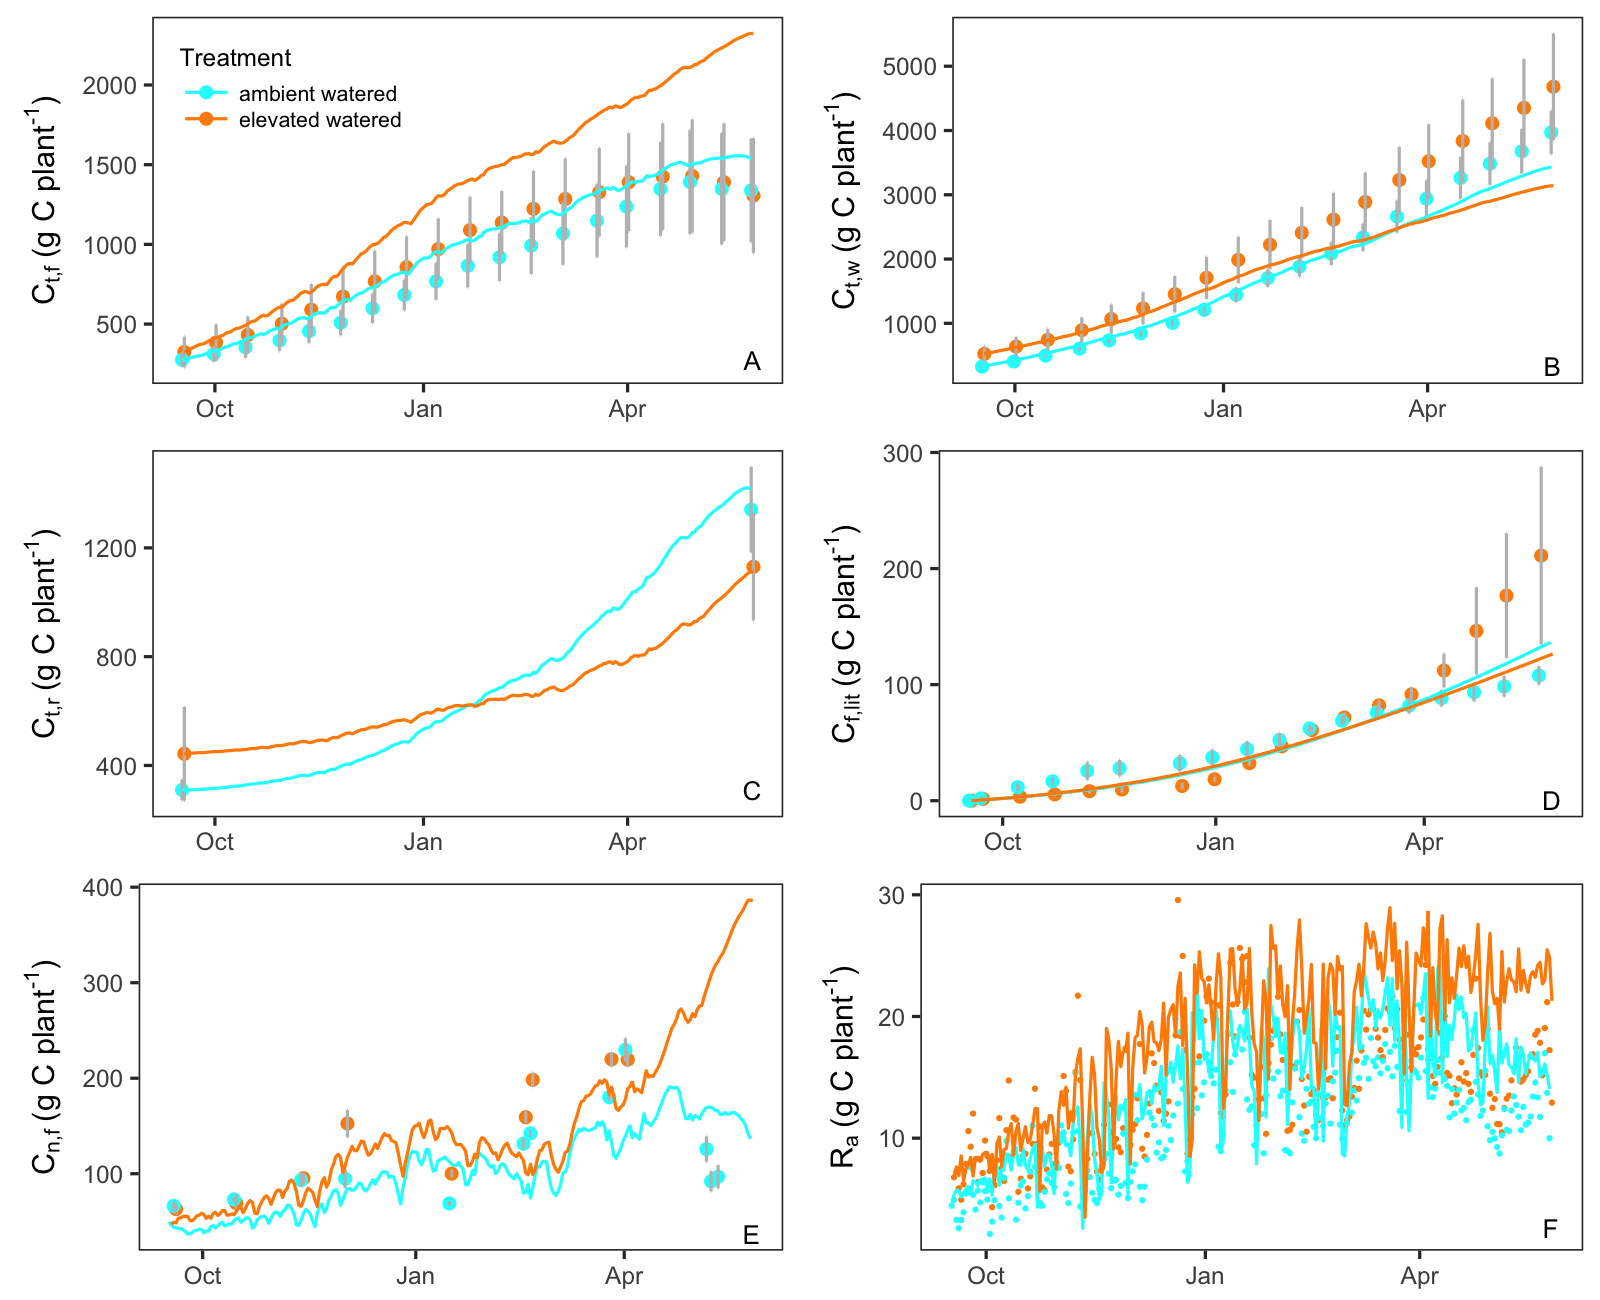 Treatment
ambient watered
elevated watered
C_t,f (g C plant^-1)
2000
1500
1000
500
A
Oct Jan Apr
C_t,w (g C plant^-1)
5000
4000
3000
2000
1000
B
Oct Jan Apr
C_t,r (g C plant^-1)
1200
800
400
C
Oct Jan Apr
C_f,lit (g C plant^-1)
300
200
100
0
D
Oct Jan Apr
C_n,f (g C plant^-1)
400
300
200
100
E
Oct Jan Apr
R_a (g C plant^-1)
30
20
10
F
Oct Jan Apr